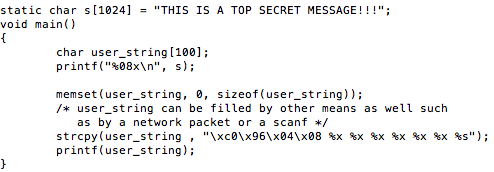 static char s[1024] = "THIS IS A TOP SECRET MESSAGE!!!";
void main()
{
        char user_string[100];
        printf("%08x\n", s);

        memset(user_string, 0, sizeof(user_string));
        /* user_string can be filled by other means as well such
           as by a network packet or a scanf */
        strcpy(user_string , "\xc0\x96\x04\x08 %x %x %x %x %x %x %s");
        printf(user_string);
}